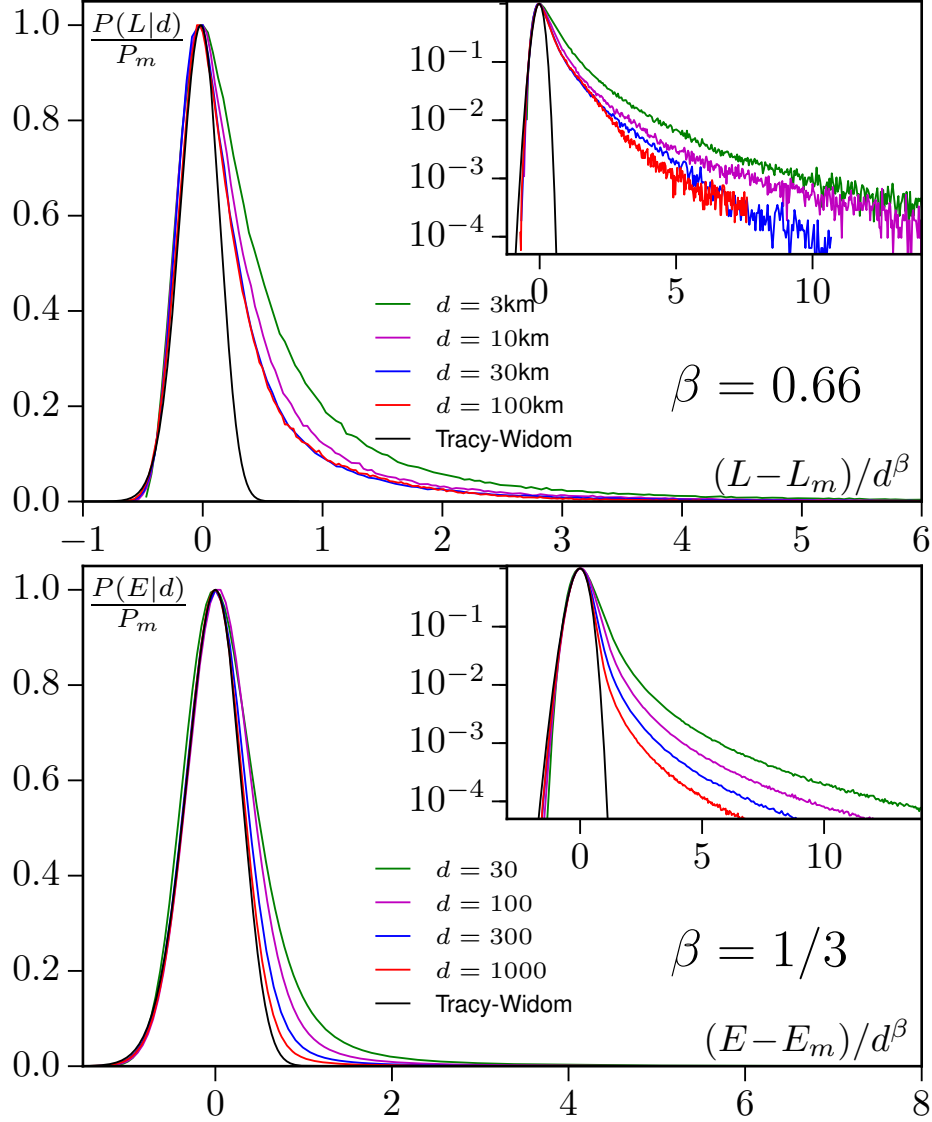 P(L|d)
P_m
1.0
0.8
0.6
0.4
0.2
0.0
−1 0 1 2 3 4 5 6
10^{-1}
10^{-2}
10^{-3}
10^{-4}
0 5 10
d = 3km
d = 10km
d = 30km
d = 100km
Tracy-Widom
β = 0.66
(L−L_m)/d^β
P(E|d)
P_m
1.0
0.8
0.6
0.4
0.2
0.0
0 2 4 6 8
10^{-1}
10^{-2}
10^{-3}
10^{-4}
0 5 10
d = 30
d = 100
d = 300
d = 1000
Tracy-Widom
β = 1/3
(E−E_m)/d^β